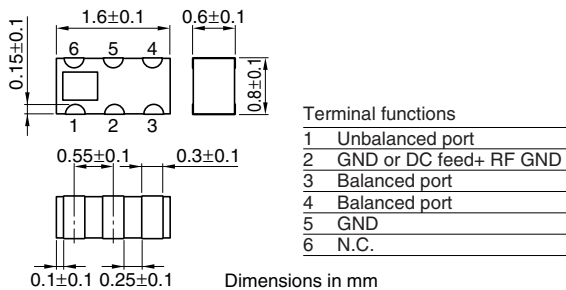 1.6±0.1
0.6±0.1
0.15±0.1
6 5 4
0.8±0.1
1 2 3
0.55±0.1
0.3±0.1
0.1±0.1
0.25±0.1
Dimensions in mm
Terminal functions
1 Unbalanced port
2 GND or DC feed+ RF GND
3 Balanced port
4 Balanced port
5 GND
6 N.C.